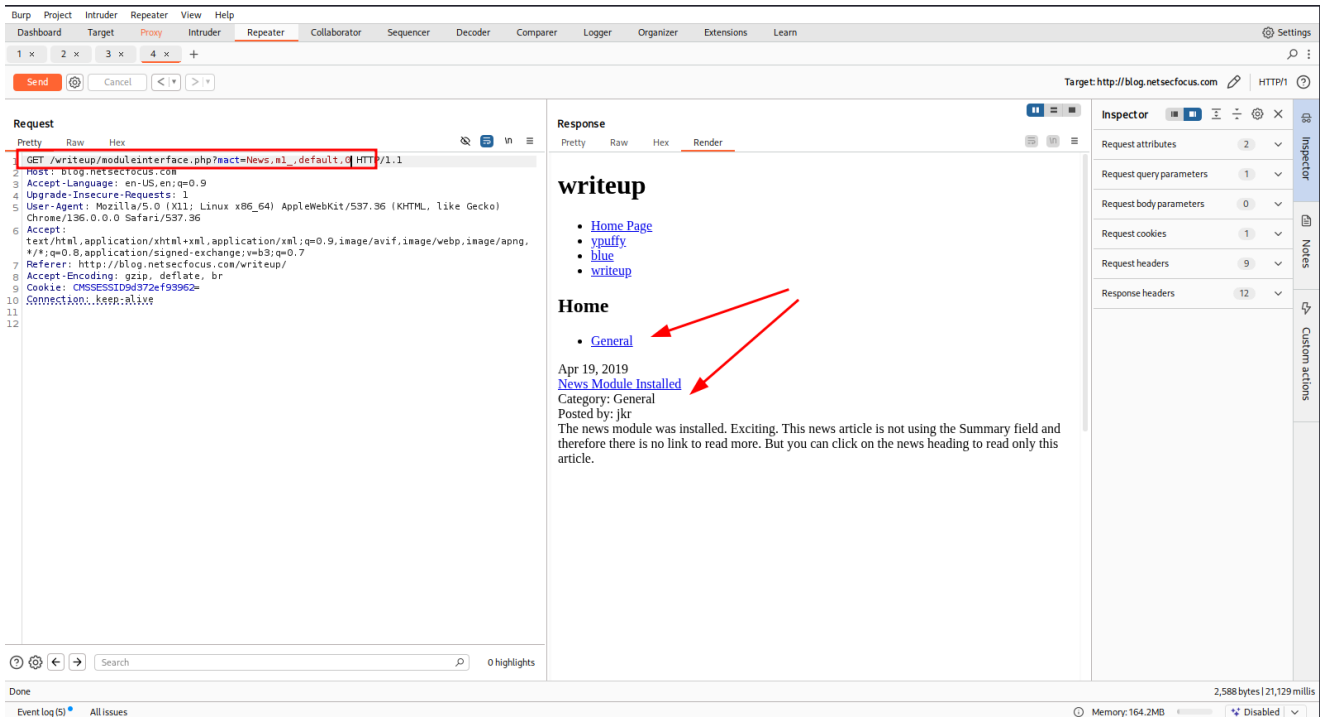 Burp Project Intruder Repeater View Help
Dashboard Target Proxy Intruder Repeater Collaborator Sequencer Decoder Comparer Logger Organizer Extensions Learn Settings
1 × 2 × 3 × 4 × +
Send Cancel < > Target: http://blog.netsecfocus.com HTTP/1
Request
Pretty Raw Hex
1 GET /writeup/moduleinterface.php?mact=News,m1_,default,0 HTTP/1.1
2 Host: blog.netsecfocus.com
3 Accept-Language: en-US,en;q=0.9
4 Upgrade-Insecure-Requests: 1
5 User-Agent: Mozilla/5.0 (X11; Linux x86_64) AppleWebKit/537.36 (KHTML, like Gecko)
Chrome/136.0.0.0 Safari/537.36
6 Accept:
text/html,application/xhtml+xml,application/xml;q=0.9,image/avif,image/webp,image/apng,
*/*;q=0.8,application/signed-exchange;v=b3;q=0.7
7 Referer: http://blog.netsecfocus.com/writeup/
8 Accept-Encoding: gzip, deflate, br
9 Cookie: CMSSESSID9d372ef93962=
10 Connection: keep-alive
11
12
Search 0 highlights
Response
Pretty Raw Hex Render
writeup
• Home Page
• ypuffy
• blue
• writeup
Home
• General
Apr 19, 2019
News Module Installed
Category: General
Posted by: jkr
The news module was installed. Exciting. This news article is not using the Summary field and
therefore there is no link to read more. But you can click on the news heading to read only this
article.
Inspector
Request attributes 2
Request query parameters 1
Request body parameters 0
Request cookies 1
Request headers 9
Response headers 12
Inspector
Notes
Custom actions
Done 2,588 bytes | 21,129 millis
Event log (5) All issues Memory: 164.2MB Disabled